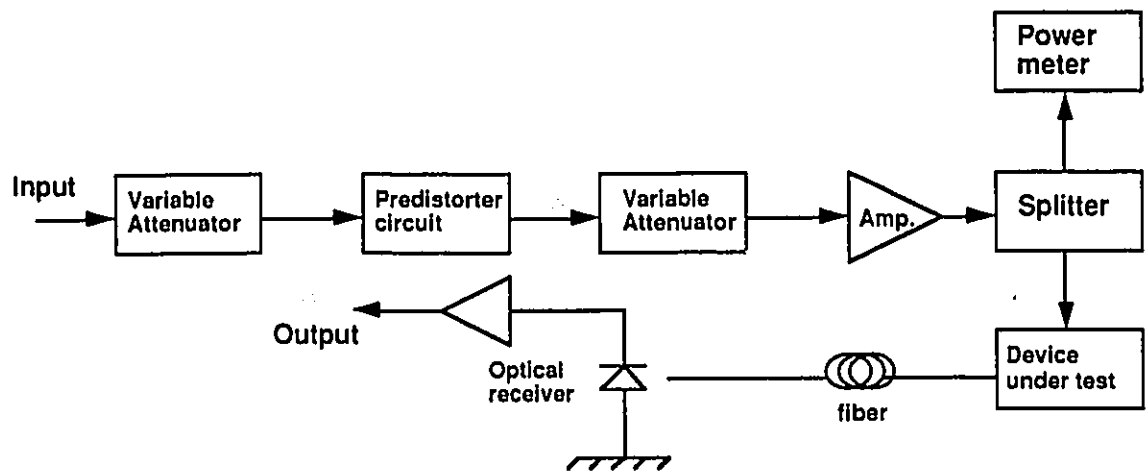 Power
meter
Input
Variable
Attenuator
Predistorter
circuit
Variable
Attenuator
Amp.
Splitter
Output
Optical
receiver
fiber
Device
under test